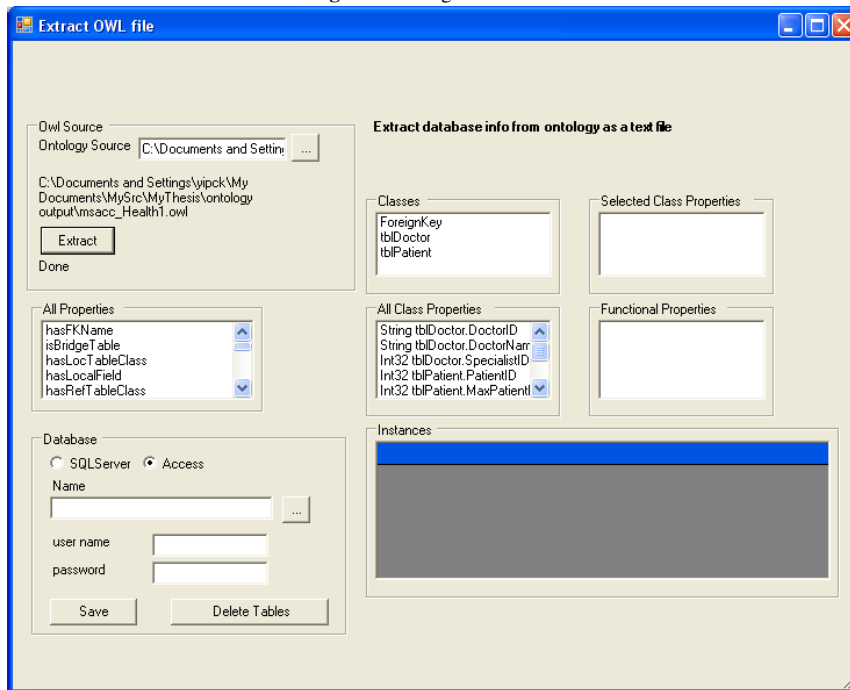 Extract OWL file
Owl Source
Ontology Source C:\Documents and Settin
...
C:\Documents and Settings\yipck\My
Documents\MySrc\MyThesis\ontology
output\msacc_Health1.owl
Extract
Done
Extract database info from ontology as a text file
Classes
ForeignKey
tblDoctor
tblPatient
Selected Class Properties
All Properties
hasFKName
isBridgeTable
hasLocTableClass
hasLocalField
hasRefTableClass
All Class Properties
String tblDoctor.DoctorID
String tblDoctor.DoctorNam
Int32 tblDoctor.SpecialistID
Int32 tblPatient.PatientID
Int32 tblPatient.MaxPatientI
Functional Properties
Database
SQLServer Access
Name
...
user name
password
Save Delete Tables
Instances